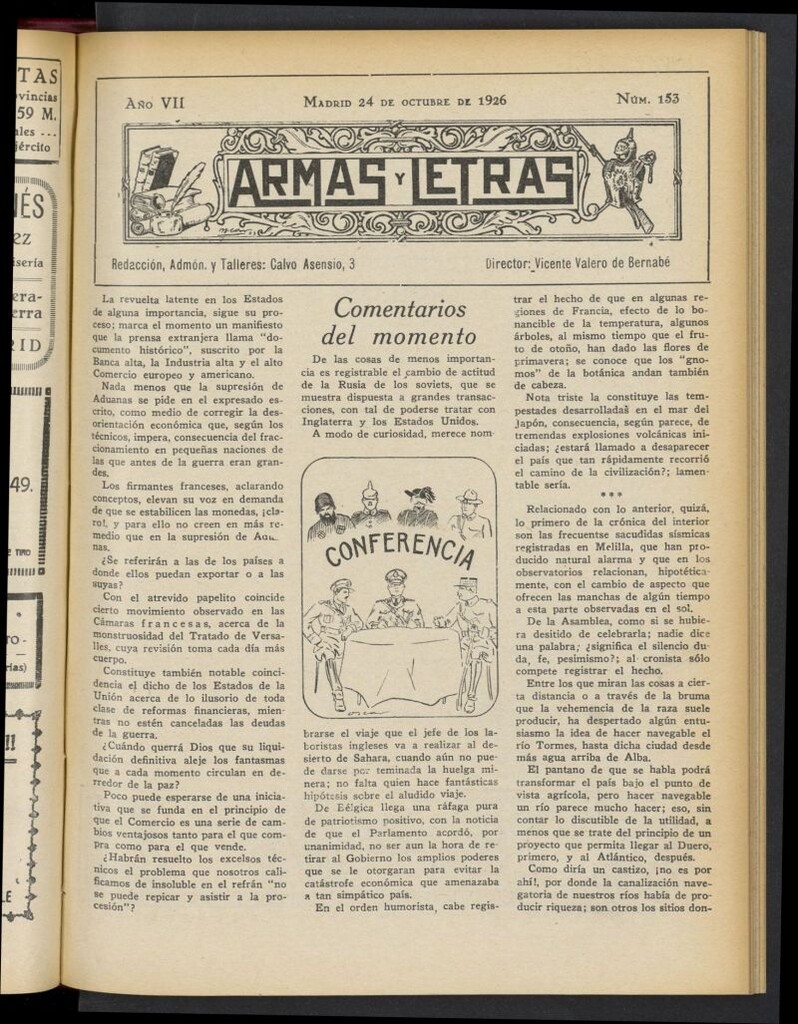 TAS
vincias
59 M.
ales ...
jército
ÉS
ez
isería
era-
erra
RID
49.
E TIRO
TO -
rías)
!!
LE
Año VII
Madrid 24 de octubre de 1926
Núm. 153
ARMAS Y LETRAS
Redacción, Admón. y Talleres: Calvo Asensio, 3
Director: Vicente Valero de Bernabé
La revuelta latente en los Estados
de alguna importancia, sigue su pro-
ceso; marca el momento un manifiesto
que la prensa extranjera llama "do-
cumento histórico", suscrito por la
Banca alta, la Industria alta y el alto
Comercio europeo y americano.
Nada menos que la supresión de
Aduanas se pide en el expresado es-
crito, como medio de corregir la des-
orientación económica que, según los
técnicos, impera, consecuencia del frac-
cionamiento en pequeñas naciones de
las que antes de la guerra eran gran-
des.
Los firmantes franceses, aclarando
conceptos, elevan su voz en demanda
de que se estabilicen las monedas, ¡cla-
ro!, y para ello no creen en más re-
medio que en la supresión de Adua-
nas.
¿Se referirán a las de los países a
donde ellos puedan exportar o a las
suyas?
Con el atrevido papelito coincide
cierto movimiento observado en las
Cámaras francesas, acerca de la
monstruosidad del Tratado de Versa-
lles, cuya revisión toma cada día más
cuerpo.
Constituye también notable coinci-
dencia el dicho de los Estados de la
Unión acerca de lo ilusorio de toda
clase de reformas financieras, mien-
tras no estén canceladas las deudas
de la guerra.
¿Cuándo querrá Dios que su liqui-
dación definitiva aleje los fantasmas
que a cada momento circulan en de-
rredor de la paz?
Poco puede esperarse de una inicia-
tiva que se funda en el principio de
que el Comercio es una serie de cam-
bios ventajosos tanto para el que com-
pra como para el que vende.
¿Habrán resuelto los excelsos téc-
nicos el problema que nosotros cali-
ficamos de insoluble en el refrán "no
se puede repicar y asistir a la pro-
cesión"?
Comentarios
del momento
De las cosas de menos importan-
cia es registrable el cambio de actitud
de la Rusia de los soviets, que se
muestra dispuesta a grandes transac-
ciones, con tal de poderse tratar con
Inglaterra y los Estados Unidos.
A modo de curiosidad, merece nom-
CONFERENCIA
brarse el viaje que el jefe de los la-
boristas ingleses va a realizar al de-
sierto de Sahara, cuando aún no pue-
de darse por teminada la huelga mi-
nera; no falta quien hace fantásticas
hipótesis sobre el aludido viaje.
De Bélgica llega una ráfaga pura
de patriotismo positivo, con la noticia
de que el Parlamento acordó, por
unanimidad, no ser aun la hora de re-
tirar al Gobierno los amplios poderes
que se le otorgaran para evitar la
catástrofe económica que amenazaba
a tan simpático país.
En el orden humorista, cabe regis-
trar el hecho de que en algunas re-
giones de Francia, efecto de lo bo-
nancible de la temperatura, algunos
árboles, al mismo tiempo que el fru-
to de otoño, han dado las flores de
primavera; se conoce que los "gno-
mos" de la botánica andan también
de cabeza.
Nota triste la constituye las tem-
pestades desarrolladas en el mar del
Japón, consecuencia, según parece, de
tremendas explosiones volcánicas ini-
ciadas; ¿estará llamado a desaparecer
el país que tan rápidamente recorrió
el camino de la civilización?; lamen-
table sería.
* * *
Relacionado con lo anterior, quizá,
lo primero de la crónica del interior
son las frecuentse sacudidas sísmicas
registradas en Melilla, que han pro-
ducido natural alarma y que en los
observatorios relacionan, hipotética-
mente, con el cambio de aspecto que
ofrecen las manchas de algún tiempo
a esta parte observadas en el sol.
De la Asamblea, como si se hubie-
ra desitido de celebrarla; nadie dice
una palabra; ¿significa el silencio du-
da, fe, pesimismo?; al cronista sólo
compete registrar el hecho.
Entre los que miran las cosas a cier-
ta distancia o a través de la bruma
que la vehemencia de la raza suele
producir, ha despertado algún entu-
siasmo la idea de hacer navegable el
río Tormes, hasta dicha ciudad desde
más agua arriba de Alba.
El pantano de que se habla podrá
transformar el país bajo el punto de
vista agrícola, pero hacer navegable
un río parece mucho hacer; eso, sin
contar lo discutible de la utilidad, a
menos que se trate del principio de un
proyecto que permita llegar al Duero,
primero, y al Atlántico, después.
Como diría un castizo, ¡no es por
ahí!, por donde la canalización nave-
gatoria de nuestros ríos había de pro-
ducir riqueza; son otros los sitios don-